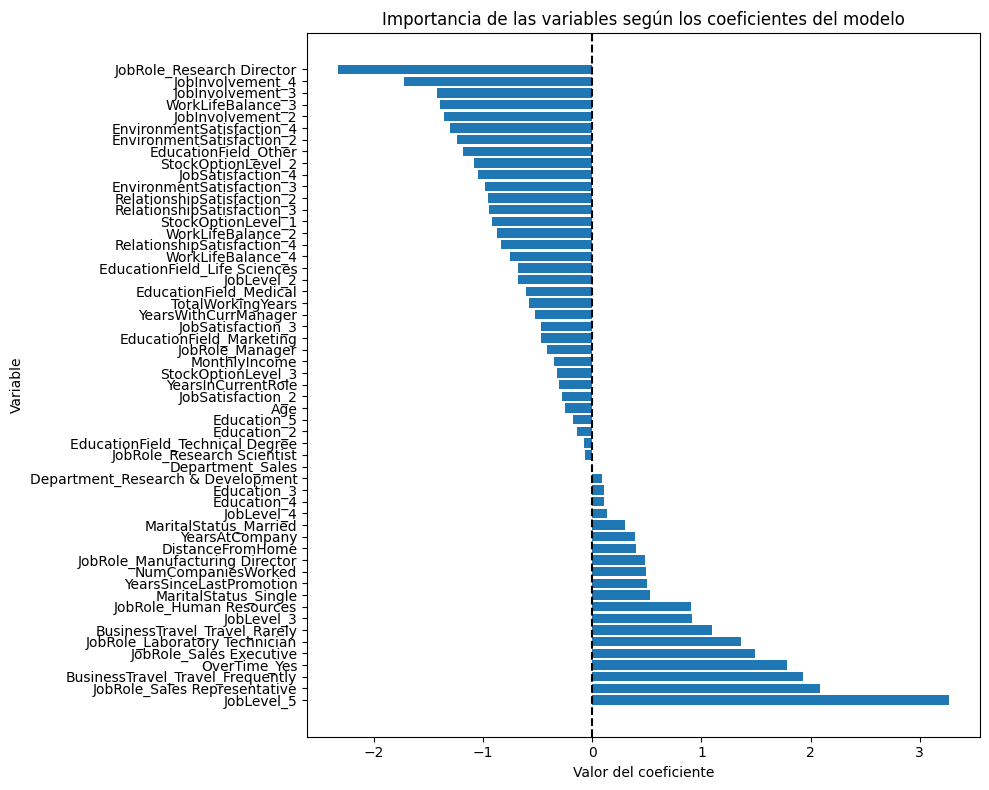 Importancia de las variables según los coeficientes del modelo
JobRole_Research Director
JobInvolvement_4
JobInvolvement_3
WorkLifeBalance_3
JobInvolvement_2
EnvironmentSatisfaction_4
EnvironmentSatisfaction_2
EducationField_Other
StockOptionLevel_2
JobSatisfaction_4
EnvironmentSatisfaction_3
RelationshipSatisfaction_2
RelationshipSatisfaction_3
StockOptionLevel_1
WorkLifeBalance_2
RelationshipSatisfaction_4
WorkLifeBalance_4
EducationField_Life Sciences
JobLevel_2
EducationField_Medical
TotalWorkingYears
YearsWithCurrManager
JobSatisfaction_3
EducationField_Marketing
JobRole_Manager
MonthlyIncome
StockOptionLevel_3
YearsInCurrentRole
JobSatisfaction_2
Age
Education_5
Education_2
EducationField_Technical Degree
JobRole_Research Scientist
Department_Sales
Department_Research & Development
Education_3
Education_4
JobLevel_4
MaritalStatus_Married
YearsAtCompany
DistanceFromHome
JobRole_Manufacturing Director
NumCompaniesWorked
YearsSinceLastPromotion
MaritalStatus_Single
JobRole_Human Resources
JobLevel_3
BusinessTravel_Travel_Rarely
JobRole_Laboratory Technician
JobRole_Sales Executive
OverTime_Yes
BusinessTravel_Travel_Frequently
JobRole_Sales Representative
JobLevel_5
Variable
−2 −1 0 1 2 3
Valor del coeficiente